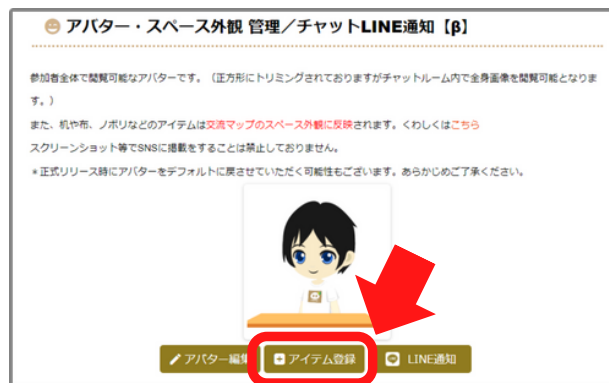 アバター・スペース外観 管理／チャットLINE通知【β】
参加者全体で閲覧可能なアバターです。（正方形にトリミングされておりますがチャットルーム内で全身画像を閲覧可能となりま
す。）
また、机や布、ノボリなどのアイテムは交流マップのスペース外観に反映されます。くわしくはこちら
スクリーンショット等でSNSに掲載をすることは禁止しておりません。
＊正式リリース時にアバターをデフォルトに戻させていただく可能性もございます。あらかじめご了承ください。
アバター編集 アイテム登録 LINE通知